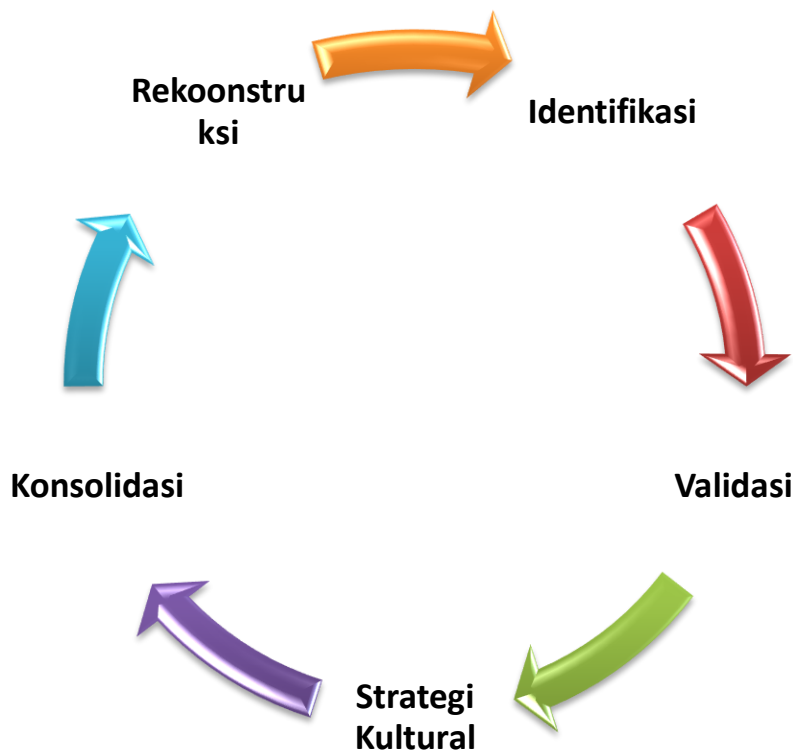 Rekoonstru
ksi
Identifikasi
Konsolidasi
Validasi
Strategi
Kultural